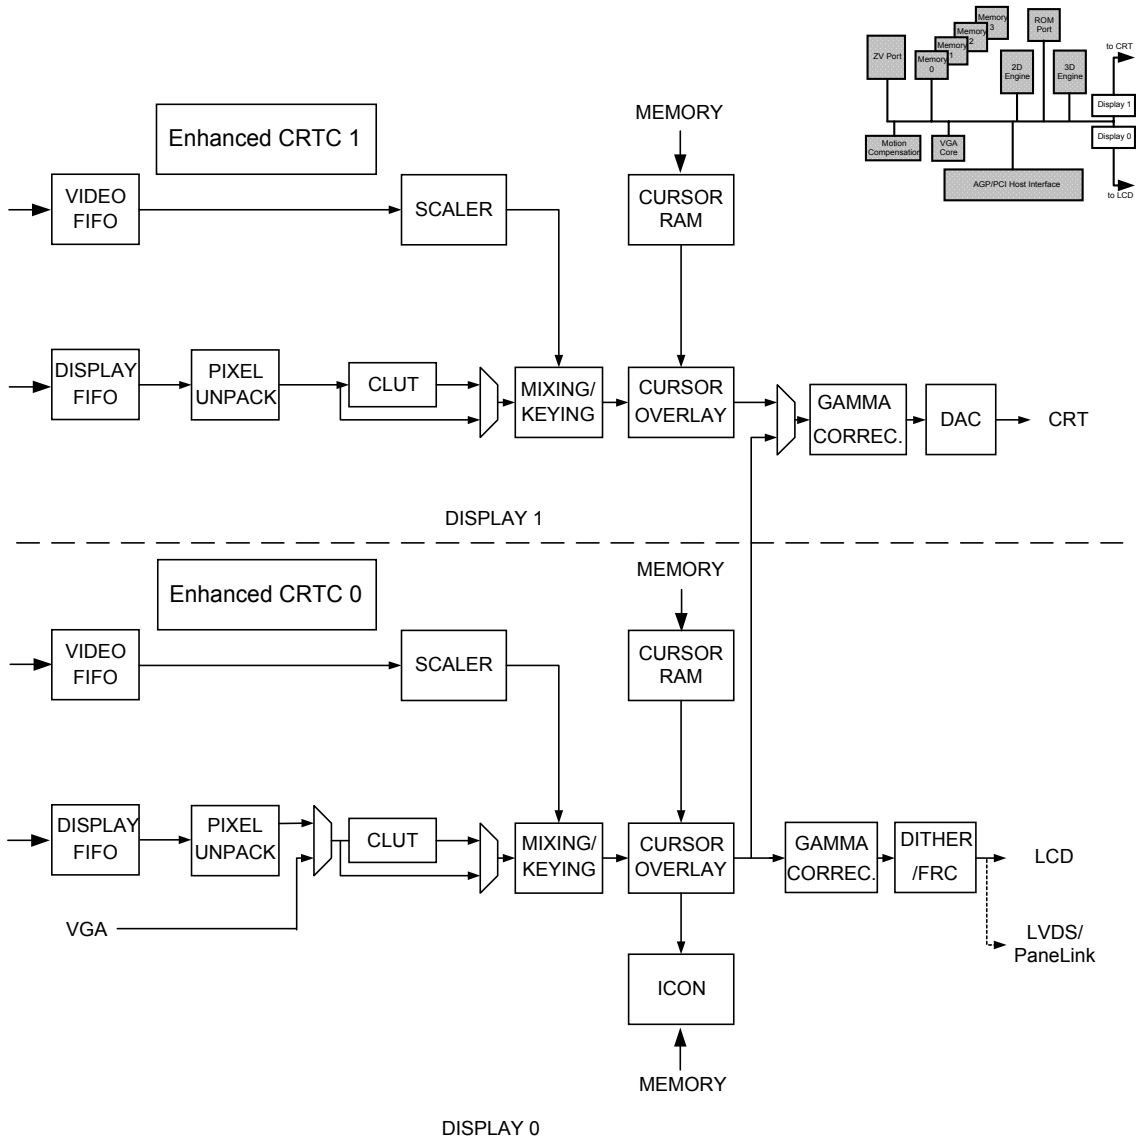 Memory
3
Memory
2
Memory
1
Memory
0
ROM
Port
ZV Port
2D
Engine
3D
Engine
to CRT
Display 1
Display 0
Motion
Compensation
VGA
Core
AGP/PCI Host Interface
to LCD
Enhanced CRTC 1
MEMORY
VIDEO
FIFO
SCALER
CURSOR
RAM
DISPLAY
FIFO
PIXEL
UNPACK
CLUT
MIXING/
KEYING
CURSOR
OVERLAY
GAMMA
CORREC.
DAC
CRT
DISPLAY 1
Enhanced CRTC 0
MEMORY
VIDEO
FIFO
SCALER
CURSOR
RAM
DISPLAY
FIFO
PIXEL
UNPACK
CLUT
MIXING/
KEYING
CURSOR
OVERLAY
GAMMA
CORREC.
DITHER
/FRC
LCD
VGA
LVDS/
PaneLink
ICON
MEMORY
DISPLAY 0